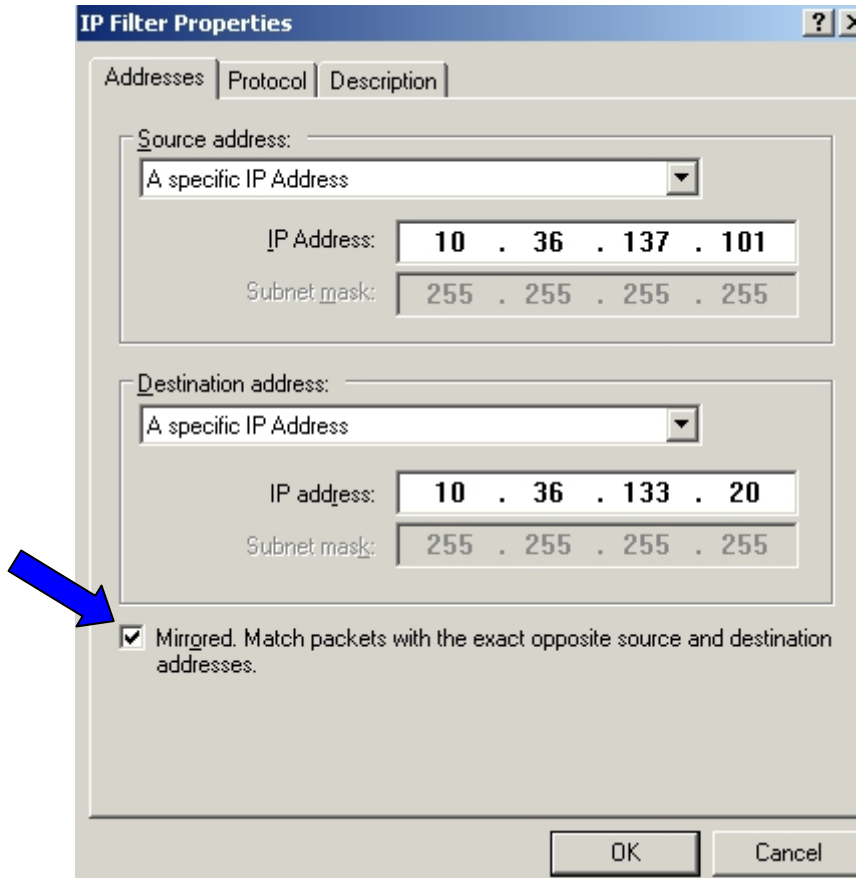 IP Filter Properties
Addresses Protocol Description
Source address:
A specific IP Address
IP Address: 10 . 36 . 137 . 101
Subnet mask: 255 . 255 . 255 . 255
Destination address:
A specific IP Address
IP address: 10 . 36 . 133 . 20
Subnet mask: 255 . 255 . 255 . 255
Mirrored. Match packets with the exact opposite source and destination
addresses.
OK Cancel